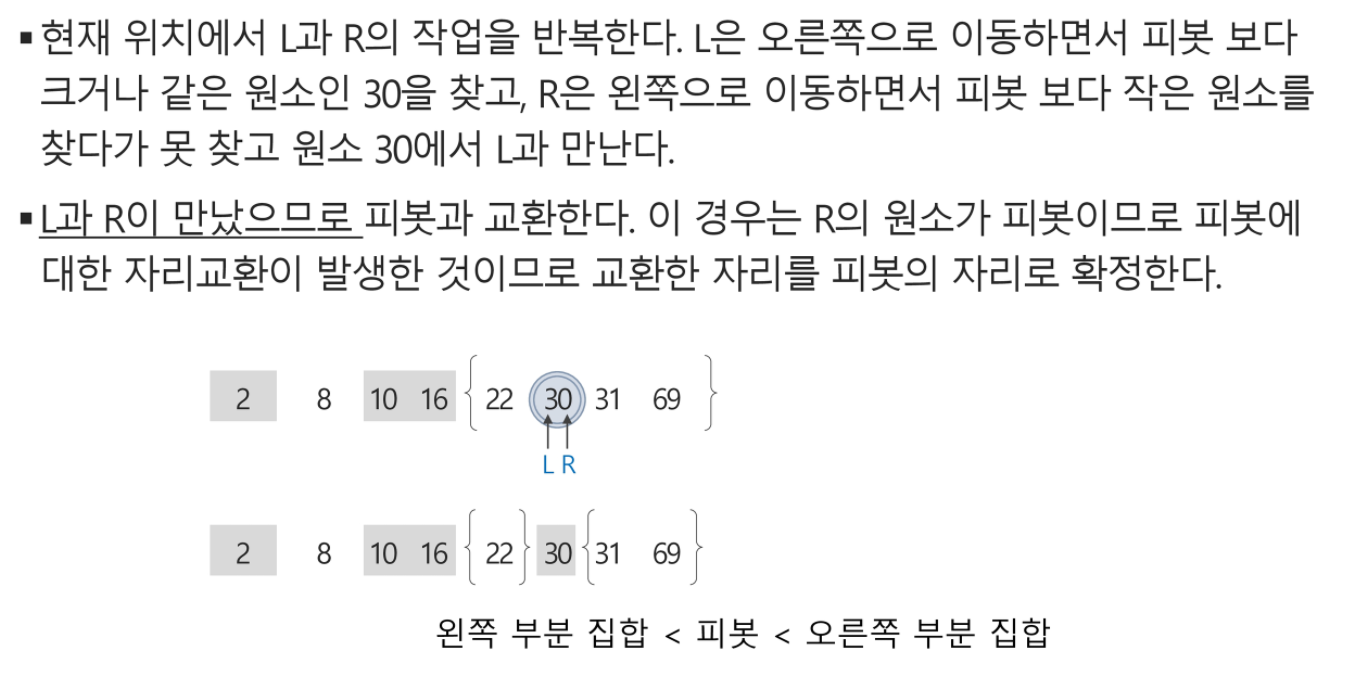 ▪현재 위치에서 L과 R의 작업을 반복한다. L은 오른쪽으로 이동하면서 피봇 보다
크거나 같은 원소인 30을 찾고, R은 왼쪽으로 이동하면서 피봇 보다 작은 원소를
찾다가 못 찾고 원소 30에서 L과 만난다.
▪L과 R이 만났으므로 피봇과 교환한다. 이 경우는 R의 원소가 피봇이므로 피봇에
대한 자리교환이 발생한 것이므로 교환한 자리를 피봇의 자리로 확정한다.
2 8 10 16 { 22 30 31 69 }
L R
2 8 10 16 { 22 } 30 { 31 69 }
왼쪽 부분 집합 < 피봇 < 오른쪽 부분 집합